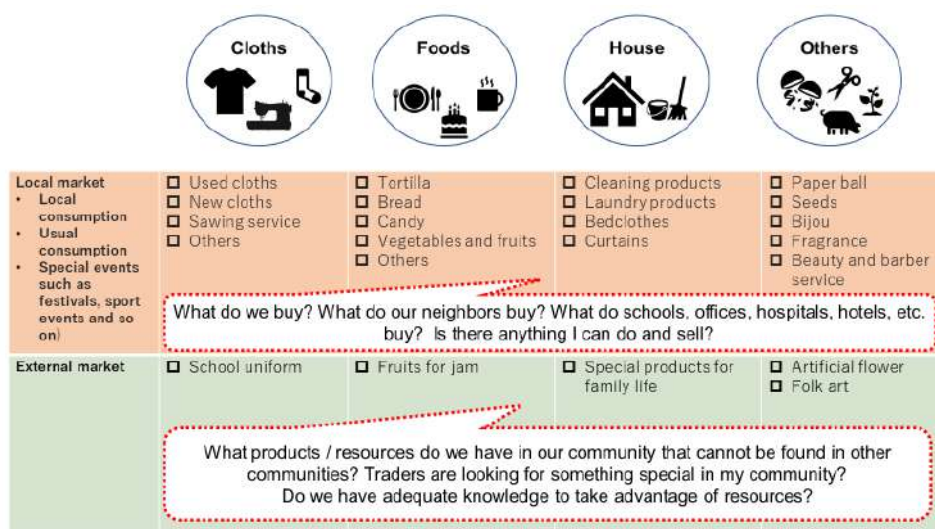 Cloths
Foods
House
Others
Local market
• Local
consumption
• Usual
consumption
• Special events
such as
festivals, sport
events and so
on)
Used cloths
New cloths
Sawing service
Others
Tortilla
Bread
Candy
Vegetables and fruits
Others
Cleaning products
Laundry products
Bedclothes
Curtains
Paper ball
Seeds
Bijou
Fragrance
Beauty and barber
service
What do we buy? What do our neighbors buy? What do schools, offices, hospitals, hotels, etc.
buy? Is there anything I can do and sell?
External market
School uniform
Fruits for jam
Special products for
family life
Artificial flower
Folk art
What products / resources do we have in our community that cannot be found in other
communities? Traders are looking for something special in my community?
Do we have adequate knowledge to take advantage of resources?